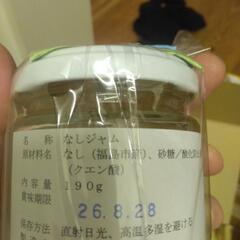 名称 なしジャム
原材料名 なし(福島市産)、砂糖/酸化防止
(クエン酸)
内容量 190g
賞味期限 26.8.28
保存方法 直射日光、高温多湿を避ける